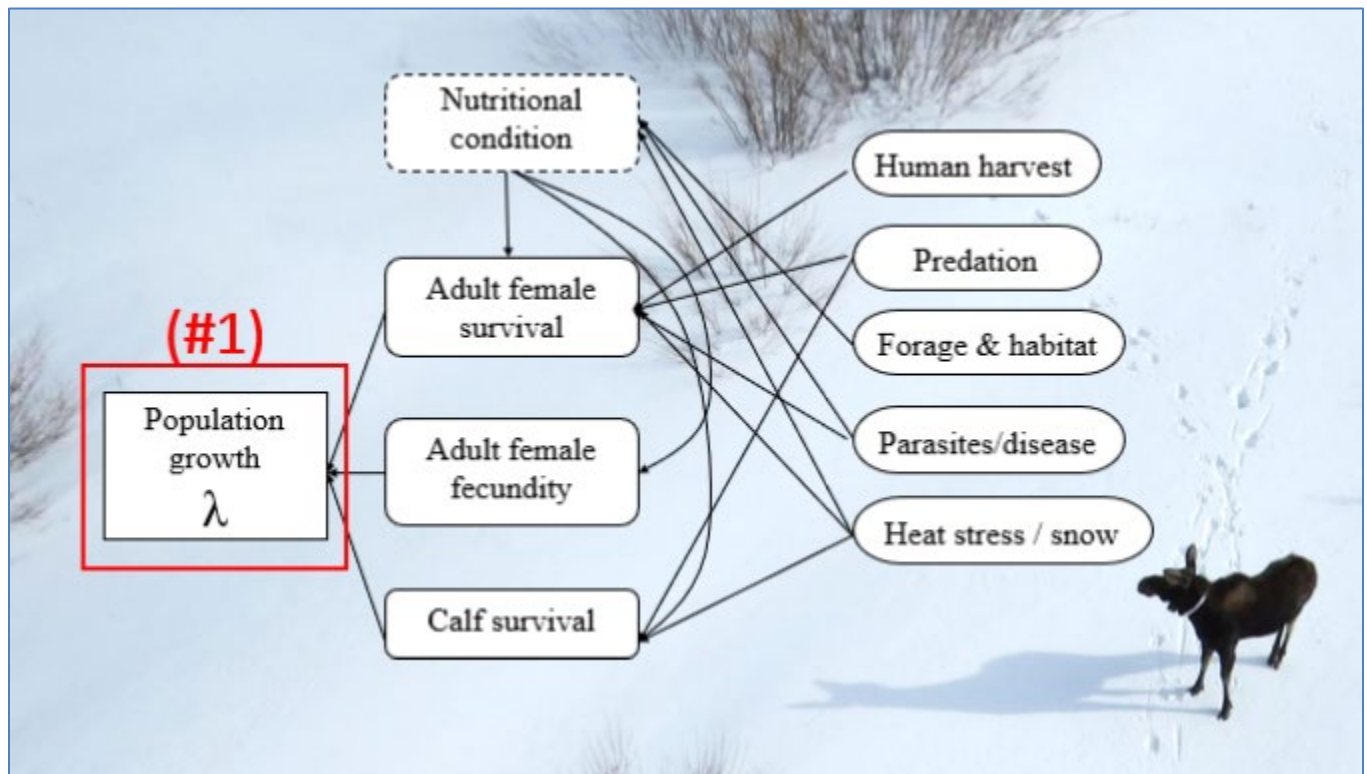 Nutritional
condition
Human harvest
Predation
Adult female
survival
(#1)
Forage & habitat
Population
growth
λ
Adult female
fecundity
Parasites/disease
Heat stress / snow
Calf survival